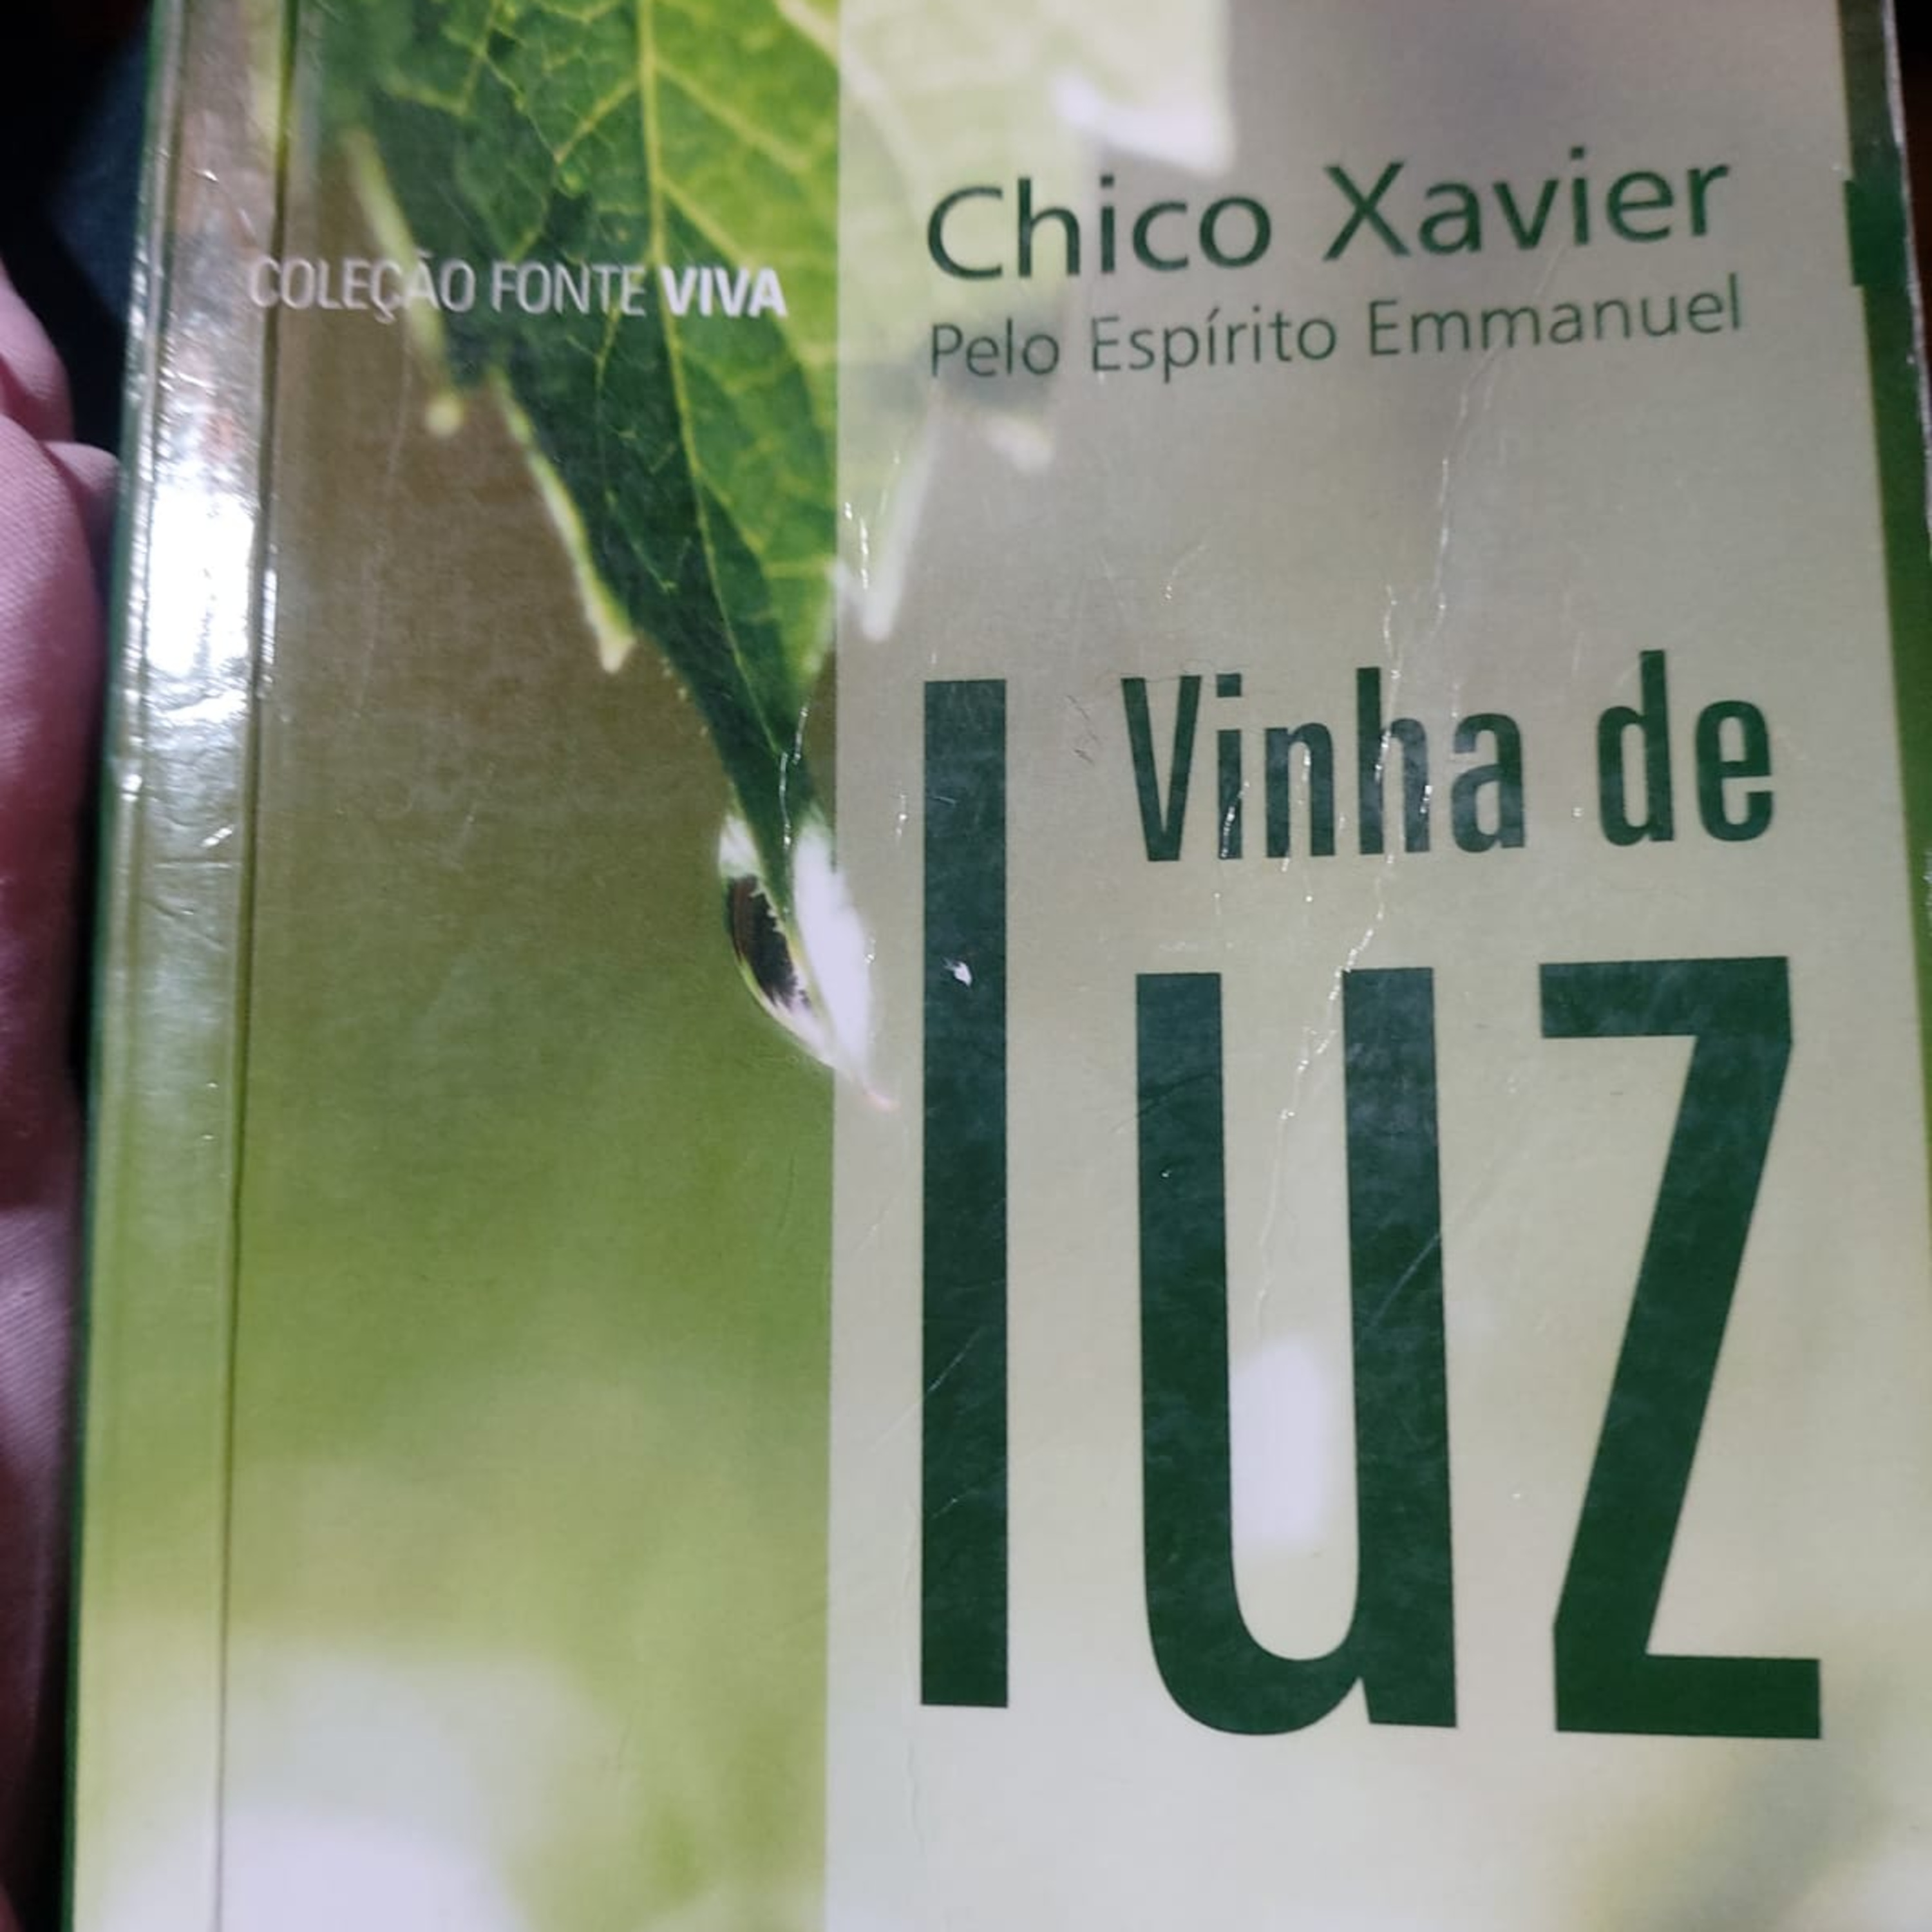 COLEÇÃO FONTE VIVA
Chico Xavier
Pelo Espírito Emmanuel
Vinha de
luz